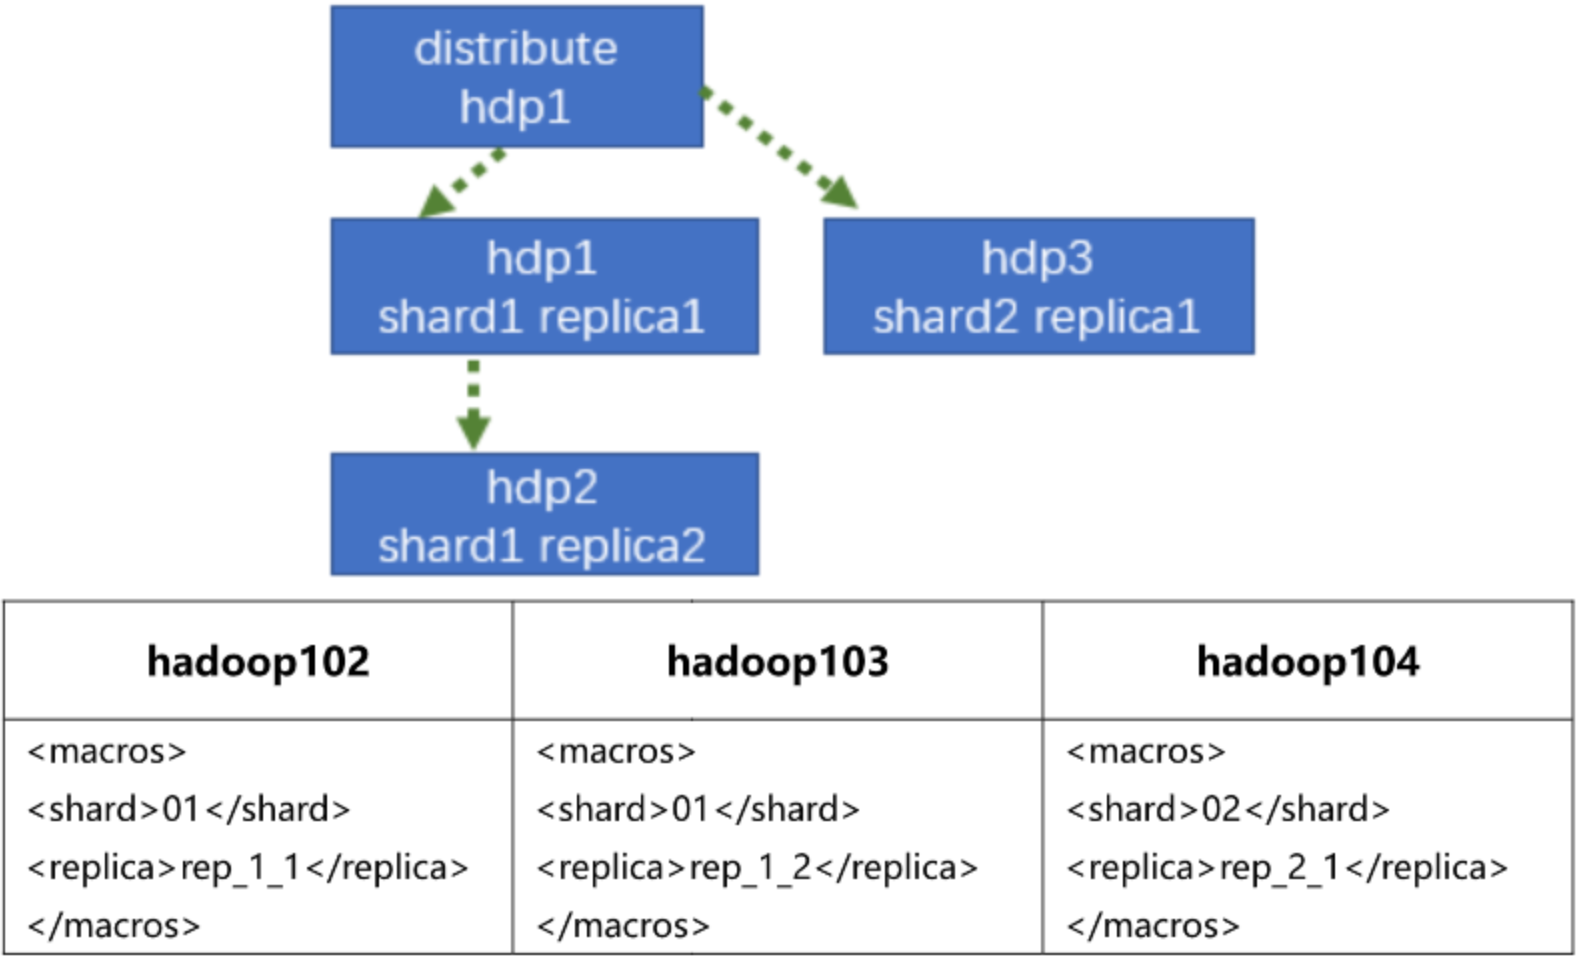 distribute
hdp1
hdp1
shard1 replica1
hdp3
shard2 replica1
hdp2
shard1 replica2
hadoop102
hadoop103
hadoop104
<macros>
<shard>01</shard>
<replica>rep_1_1</replica>
</macros>
<macros>
<shard>01</shard>
<replica>rep_1_2</replica>
</macros>
<macros>
<shard>02</shard>
<replica>rep_2_1</replica>
</macros>